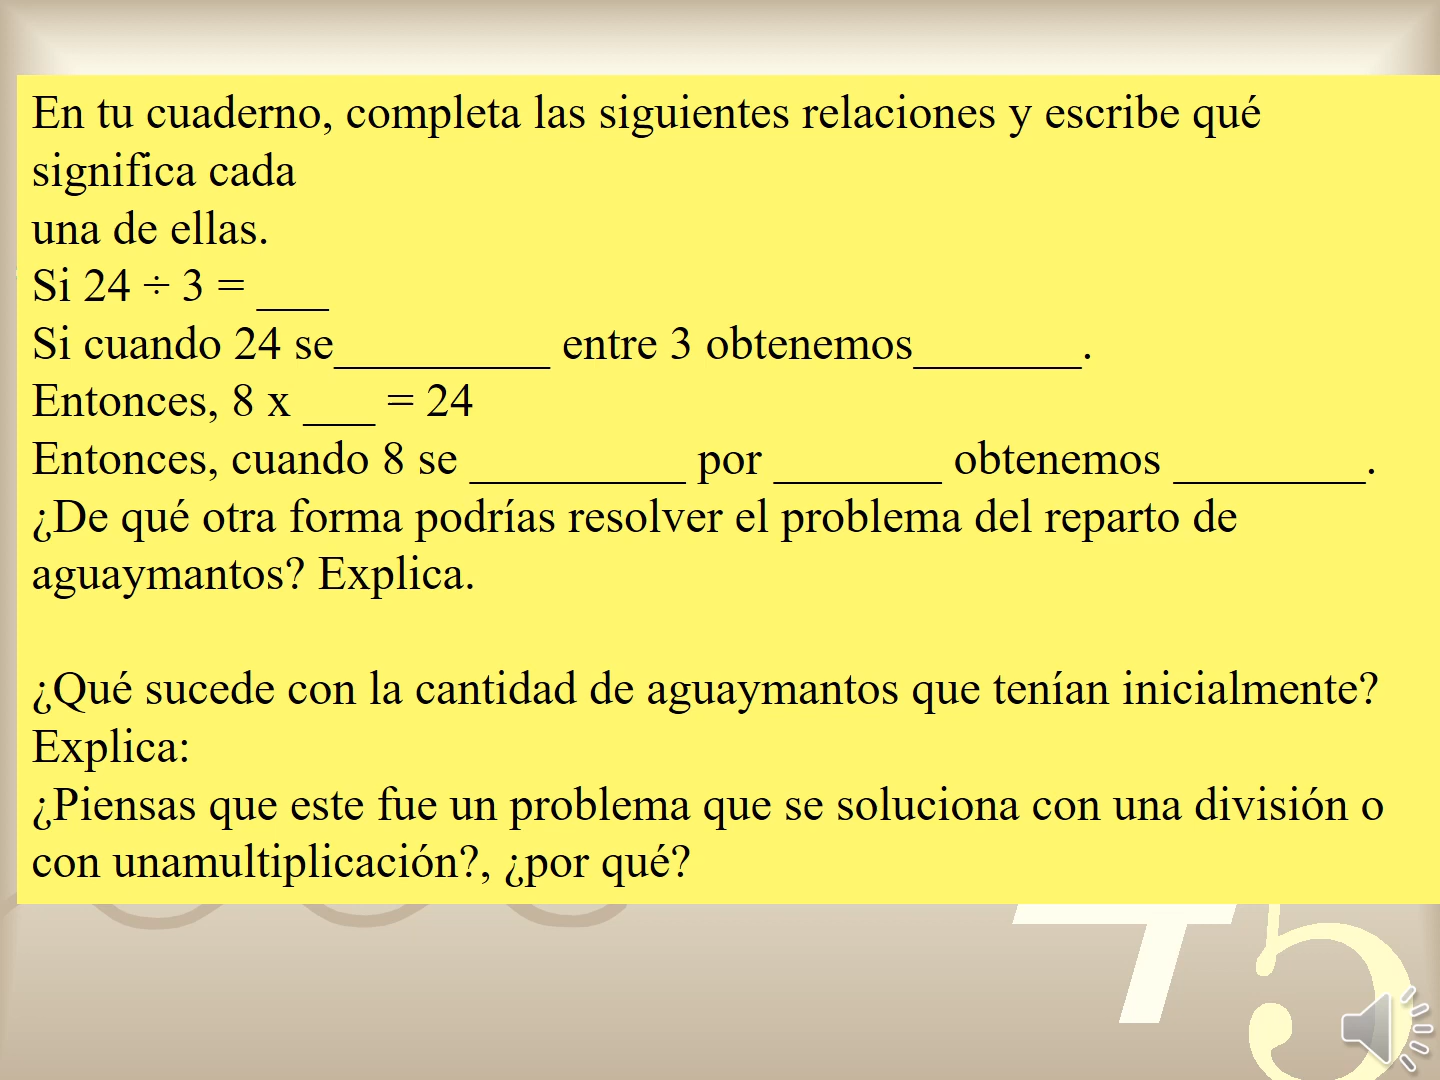 En tu cuaderno, completa las siguientes relaciones y escribe qué
significa cada
una de ellas.
Si 24 ÷ 3 = ___
Si cuando 24 se_________ entre 3 obtenemos_______.
Entonces, 8 x ___ = 24
Entonces, cuando 8 se _________ por _______ obtenemos ________.
¿De qué otra forma podrías resolver el problema del reparto de
aguaymantos? Explica.
¿Qué sucede con la cantidad de aguaymantos que tenían inicialmente?
Explica:
¿Piensas que este fue un problema que se soluciona con una división o
con unamultiplicación?, ¿por qué?
45